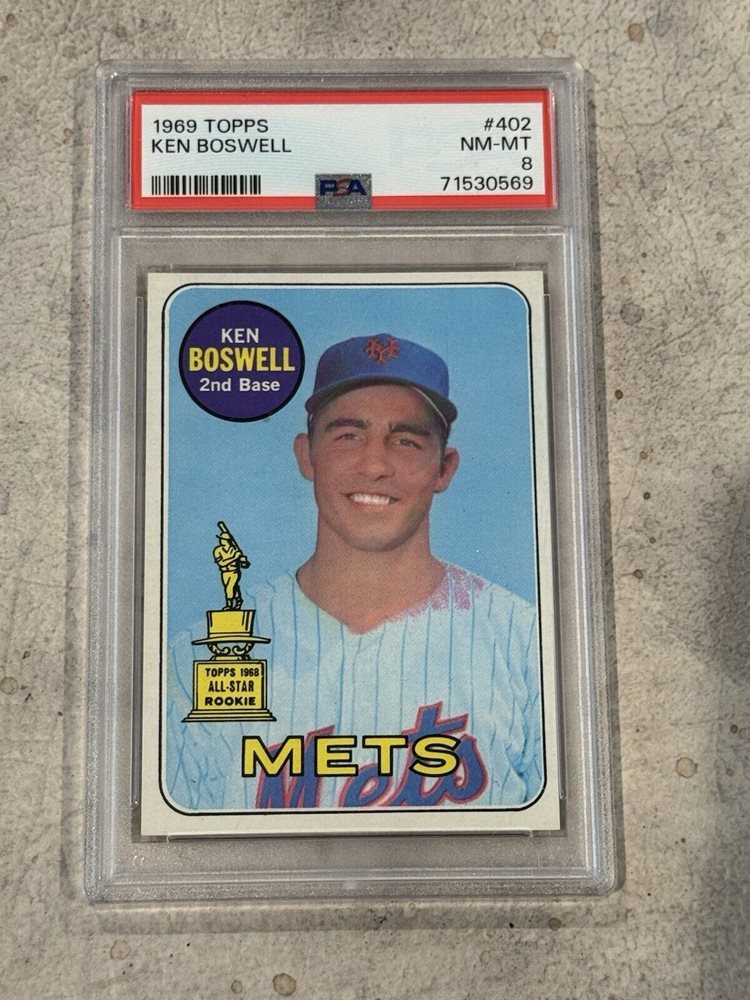 1969 TOPPS
#402
KEN BOSWELL
NM-MT
8
PSA
71530569
KEN
BOSWELL
2nd Base
TOPPS 1968
ALL-STAR
ROOKIE
METS
Mets